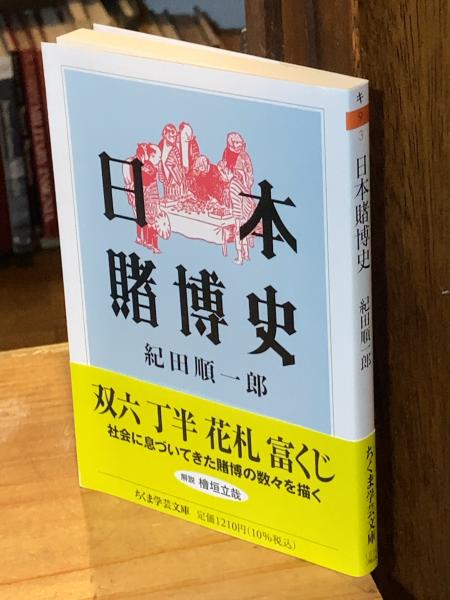 日本
賭博史
紀田順一郎
双六 丁半 花札 富くじ
社会に息づいてきた賭博の数々を描く
解説 檜垣立哉
ちくま学芸文庫 定価1210円(10%税込)
キ
9
3
日本賭博史
紀田順一郎
ちくま学芸文庫